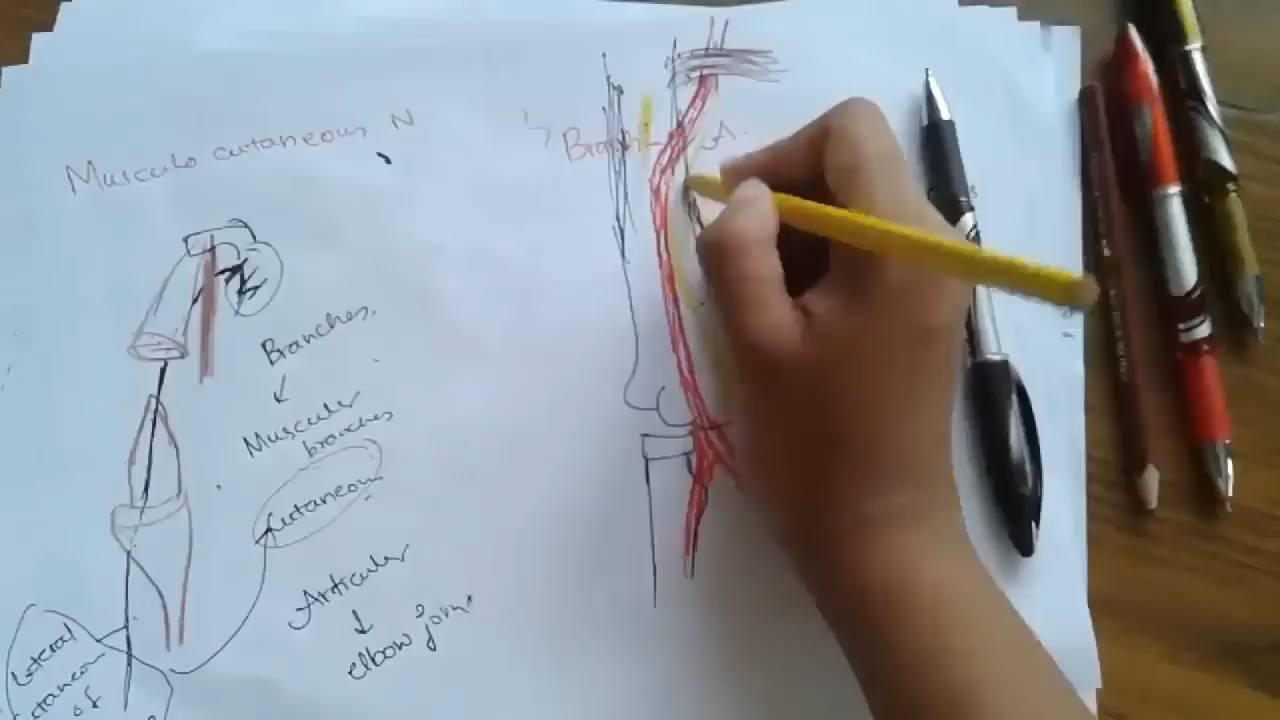 Musculo cutaneous N.
Branches.
Muscular
branches
Cutaneous
Articular
elbow joint
Lateral
cutaneous
of
A.